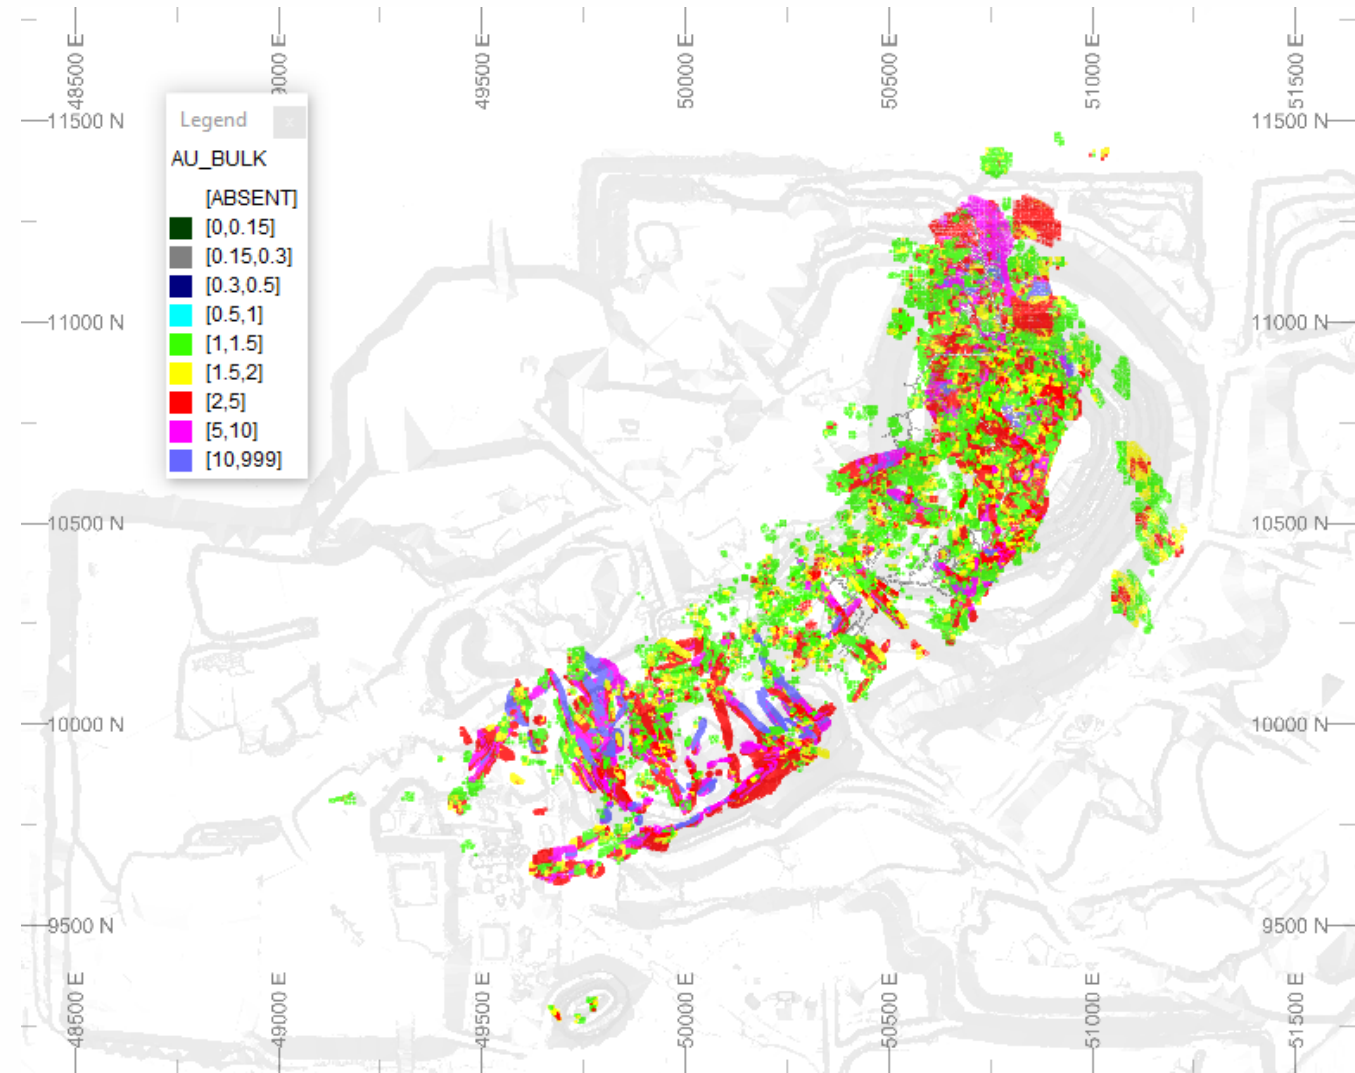 48500 E
9000 E
49500 E
50000 E
50500 E
51000 E
51500 E
11500 N
11500 N
Legend
x
AU_BULK
[ABSENT]
[0,0.15]
[0.15,0.3]
[0.3,0.5]
[0.5,1]
[1,1.5]
[1.5,2]
[2,5]
[5,10]
[10,999]
11000 N
11000 N
10500 N
10500 N
10000 N
10000 N
9500 N
9500 N
48500 E
49000 E
49500 E
50000 E
50500 E
51000 E
51500 E